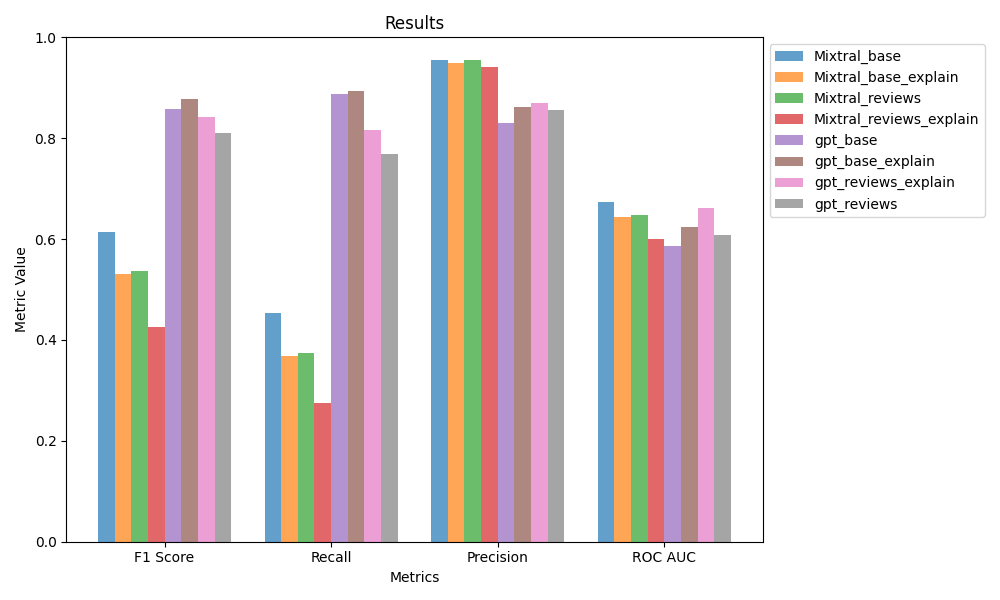 Results
1.0
0.8
0.6
0.4
0.2
0.0
Metric Value
F1 Score
Recall
Precision
ROC AUC
Metrics
Mixtral_base
Mixtral_base_explain
Mixtral_reviews
Mixtral_reviews_explain
gpt_base
gpt_base_explain
gpt_reviews_explain
gpt_reviews